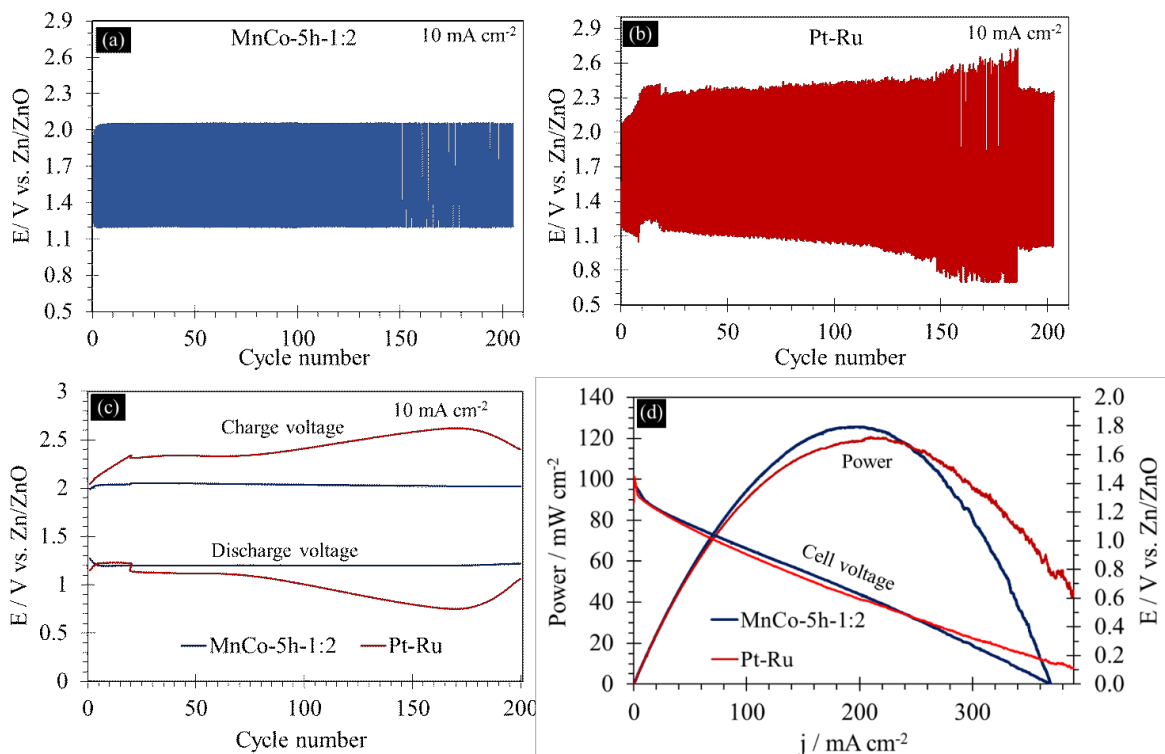 (a)
MnCo-5h-1:2
10 mA cm⁻²
E/ V vs. Zn/ZnO
2.9
2.6
2.3
2.0
1.7
1.4
1.1
0.8
0.5
0
50
100
150
200
Cycle number
(b)
Pt-Ru
10 mA cm⁻²
E/ V vs. Zn/ZnO
2.9
2.6
2.3
2.0
1.7
1.4
1.1
0.8
0.5
0
50
100
150
200
Cycle number
(c)
10 mA cm⁻²
Charge voltage
Discharge voltage
MnCo-5h-1:2
Pt-Ru
E / V vs. Zn/ZnO
3
2.5
2
1.5
1
0.5
0
0
50
100
150
200
Cycle number
(d)
Power
Cell voltage
MnCo-5h-1:2
Pt-Ru
Power / mW cm⁻²
140
120
100
80
60
40
20
0
E / V vs. Zn/ZnO
2.0
1.8
1.6
1.4
1.2
1.0
0.8
0.6
0.4
0.2
0.0
0
100
200
300
j / mA cm⁻²